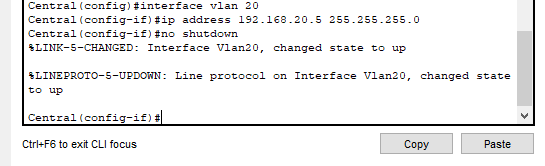 Central(config)#interface vlan 20
Central(config-if)#ip address 192.168.20.5 255.255.255.0
Central(config-if)#no shutdown
%LINK-5-CHANGED: Interface Vlan20, changed state to up
%LINEPROTO-5-UPDOWN: Line protocol on Interface Vlan20, changed state
to up
Central(config-if)#
Ctrl+F6 to exit CLI focus
Copy
Paste